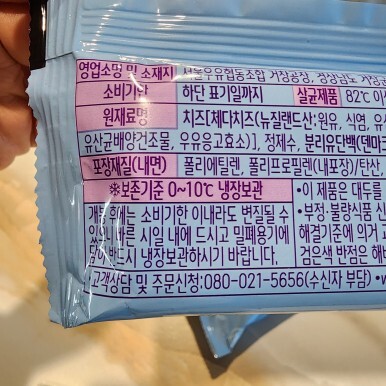 영업소명 및 소재지 서울우유협동조합 거창공장, 경상남도 거창
소비기한 하단 표기일까지 살균제품 82℃ 이
원재료명 치즈[체다치즈(뉴질랜드산:원유, 식염, 유
유산균배양건조물, 우유응고효소)], 정제수, 분리유단백(덴마크
포장재질(내면) 폴리에틸렌, 폴리프로필렌(내포장)/탄산,
※보존기준 0~10℃ 냉장보관
개봉 후에는 소비기한 이내라도 변질될 수
있으니 빠른 시일 내에 드시고 밀폐용기에
담아 반드시 냉장보관하시기 바랍니다.
고객상담 및 주문신청:080-021-5656(수신자 부담)
•이 제품은 대두를
•부정·불량식품 신
해결기준에 의거 교
검은색 반점은 해바